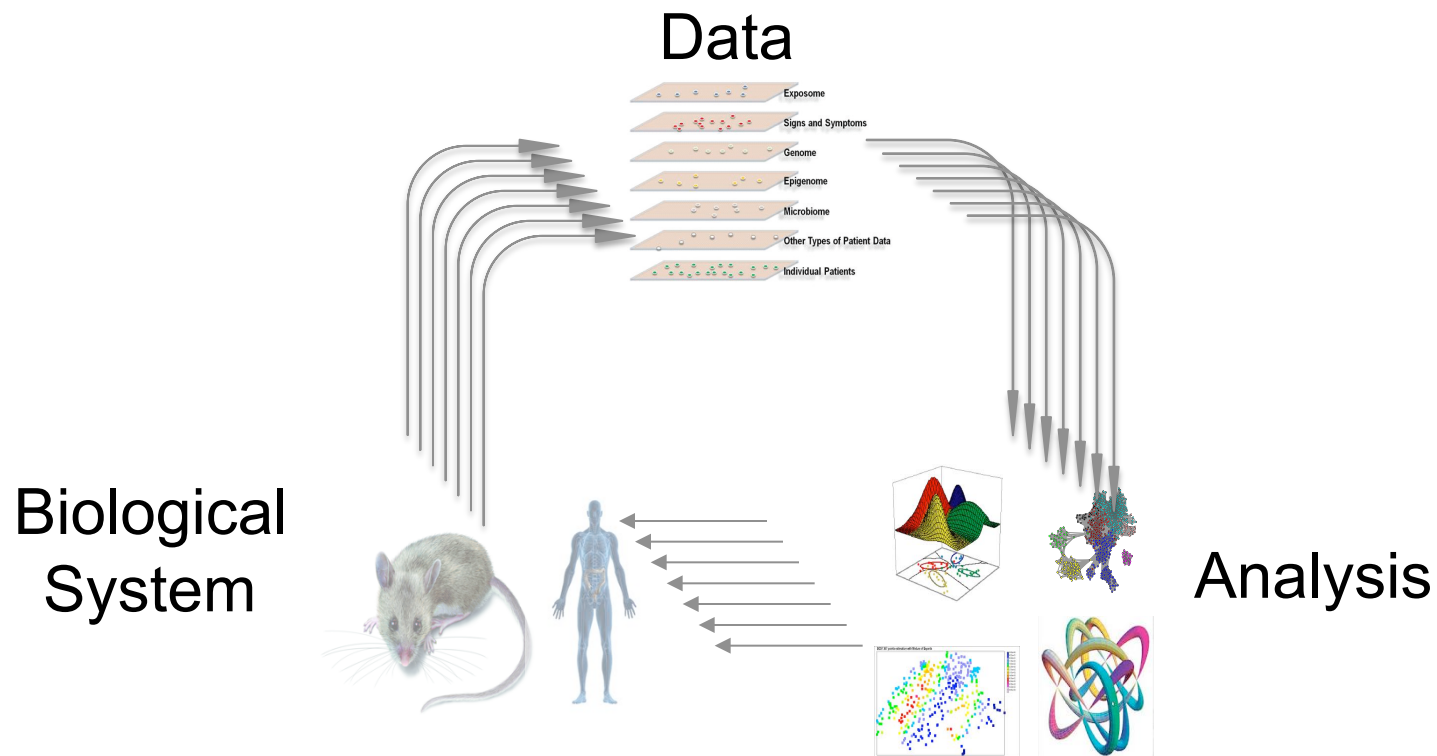 Data
Exposome
Signs and Symptoms
Genome
Epigenome
Microbiome
Other Types of Patient Data
Individual Patients
Biological
System
Analysis